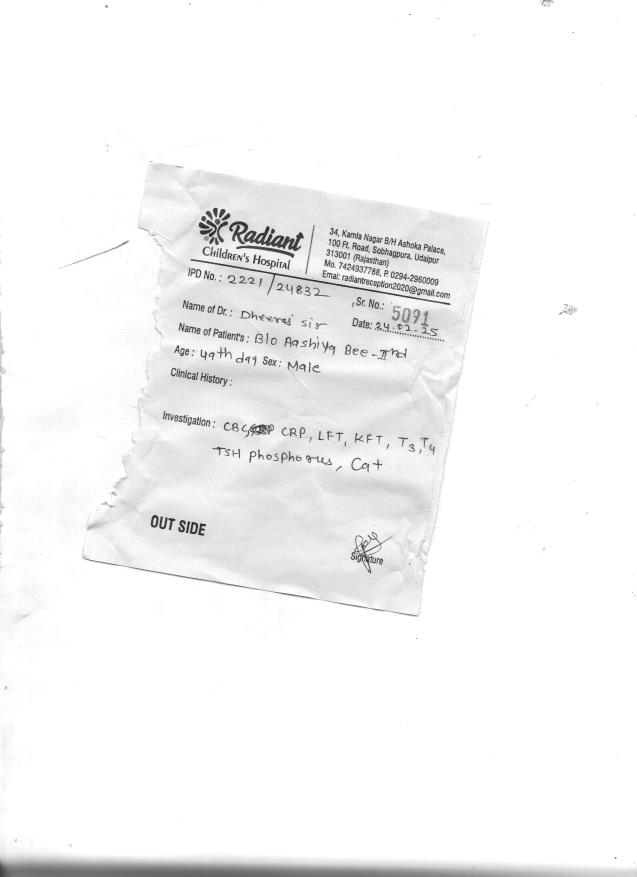 Radiant
Children's Hospital
34, Kamla Nagar B/H Ashoka Palace,
100 Ft. Road, Sobhagpura, Udaipur
313001 (Rajasthan)
Mo. 7424937788, P. 0294-2960009
Emal: radiantreception2020@gmail.com
IPD No.: 2221/24832
Sr. No.: 5091
Name of Dr.: Dheeraj sir
Date: 24.02.25
Name of Patient's: B/o Aashiya Bee-IInd
Age: 49th day Sex: Male
Clinical History:
Investigation: CBC, CRP, LFT, KFT, T3, T4
TSH phosphorus, Ca+
OUT SIDE
Signature